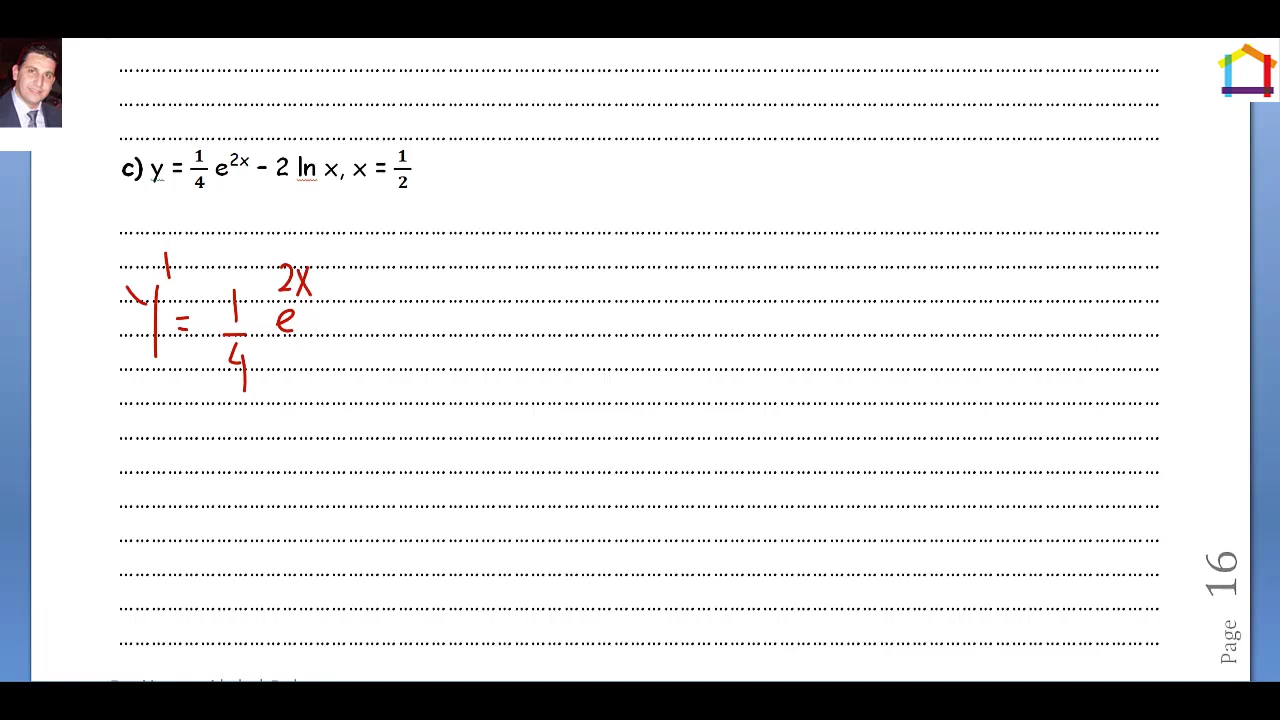 c) y = 1/4 e^2x – 2 ln x, x = 1/2
y' = 1/4 e^2x
Page 16